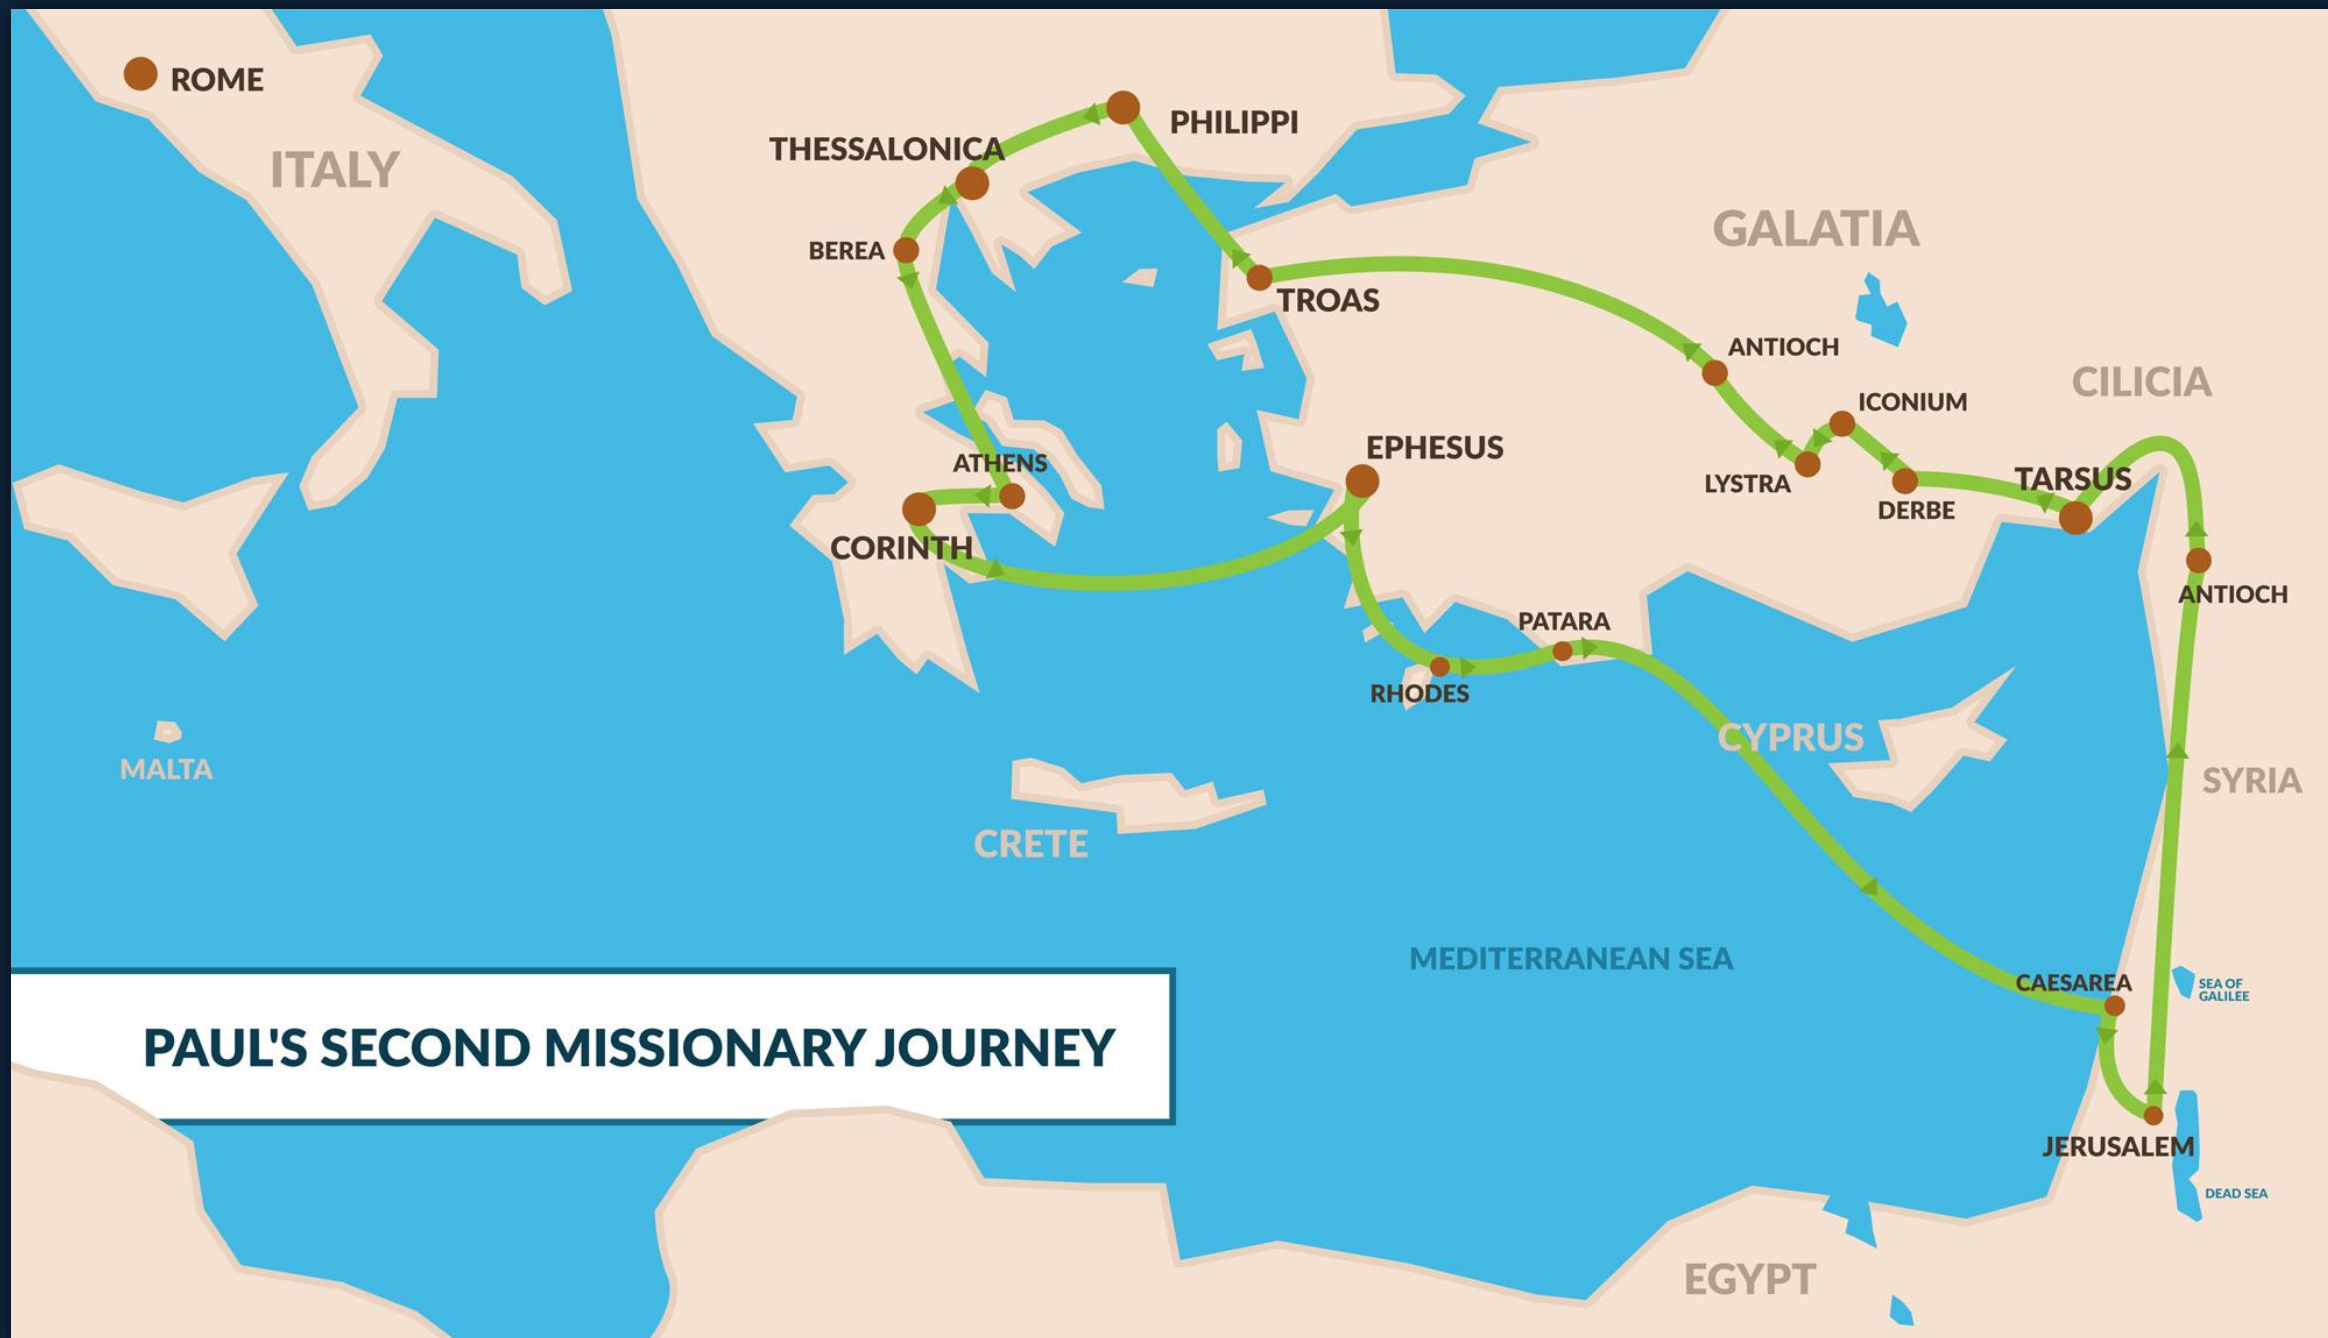 ROME
ITALY
PHILIPPI
THESSALONICA
BEREA
TROAS
GALATIA
ANTIOCH
CILICIA
ICONIUM
EPHESUS
ATHENS
LYSTRA
TARSUS
DERBE
CORINTH
ANTIOCH
PATARA
RHODES
CYPRUS
MALTA
SYRIA
CRETE
MEDITERRANEAN SEA
CAESAREA
SEA OF
GALILEE
PAUL'S SECOND MISSIONARY JOURNEY
JERUSALEM
DEAD SEA
EGYPT